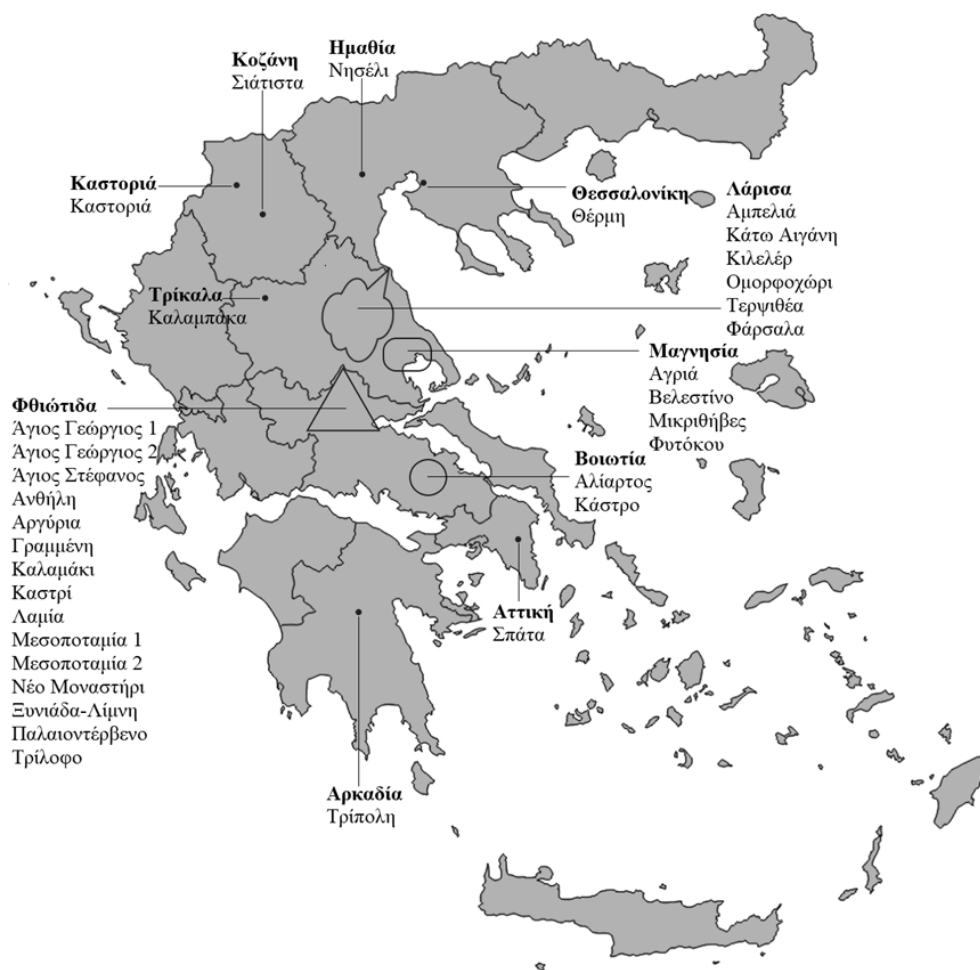 Κοζάνη
Σιάτιστα
Ημαθία
Νησέλι
Καστοριά
Καστοριά
Θεσσαλονίκη
Θέρμη
Λάρισα
Αμπελιά
Κάτω Αιγάνη
Κιλελέρ
Ομορφοχώρι
Τερψιθέα
Φάρσαλα
Τρίκαλα
Καλαμπάκα
Μαγνησία
Αγριά
Βελεστίνο
Μικριθήβες
Φυτόκου
Φθιώτιδα
Άγιος Γεώργιος 1
Άγιος Γεώργιος 2
Άγιος Στέφανος
Ανθήλη
Αργύρια
Γραμμένη
Καλαμάκι
Καστρί
Λαμία
Μεσοποταμία 1
Μεσοποταμία 2
Νέο Μοναστήρι
Ξυνιάδα-Λίμνη
Παλαιοντέρβενο
Τρίλοφο
Βοιωτία
Αλίαρτος
Κάστρο
Αττική
Σπάτα
Αρκαδία
Τρίπολη